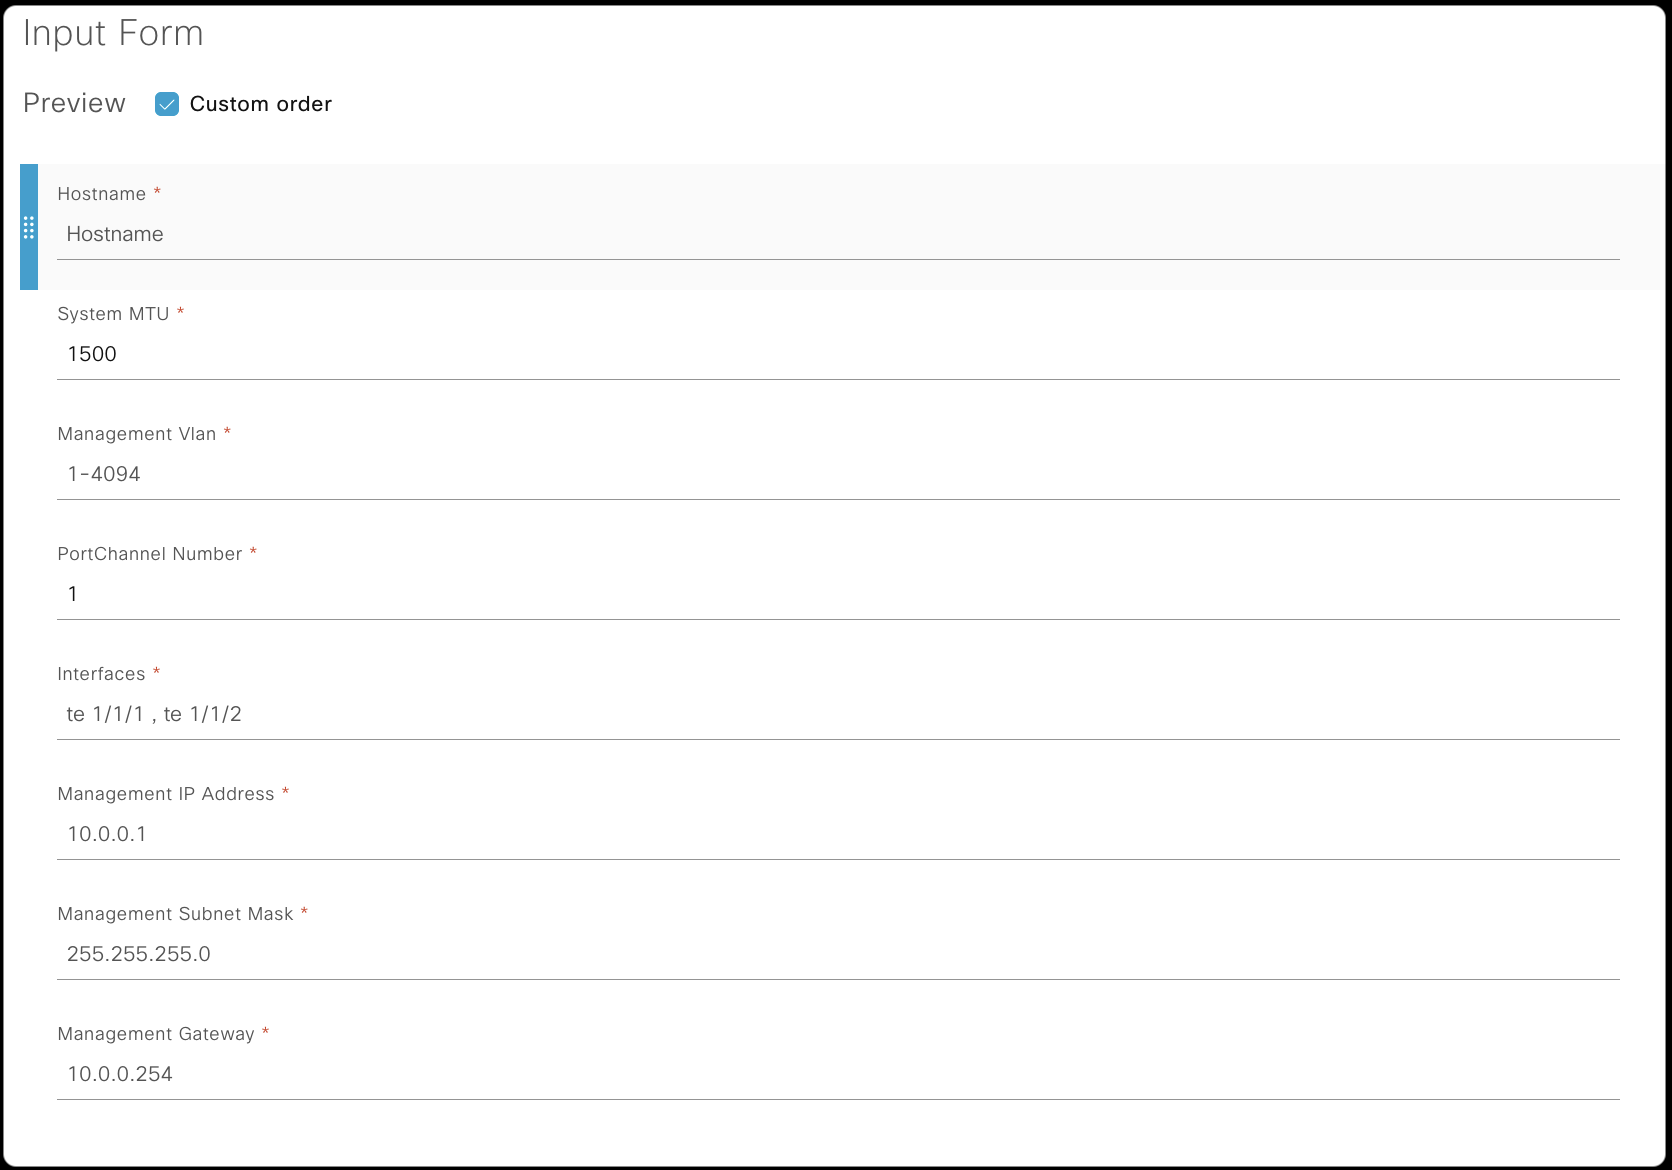 Input Form
Preview Custom order
Hostname *
Hostname
System MTU *
1500
Management Vlan *
1-4094
PortChannel Number *
1
Interfaces *
te 1/1/1 , te 1/1/2
Management IP Address *
10.0.0.1
Management Subnet Mask *
255.255.255.0
Management Gateway *
10.0.0.254